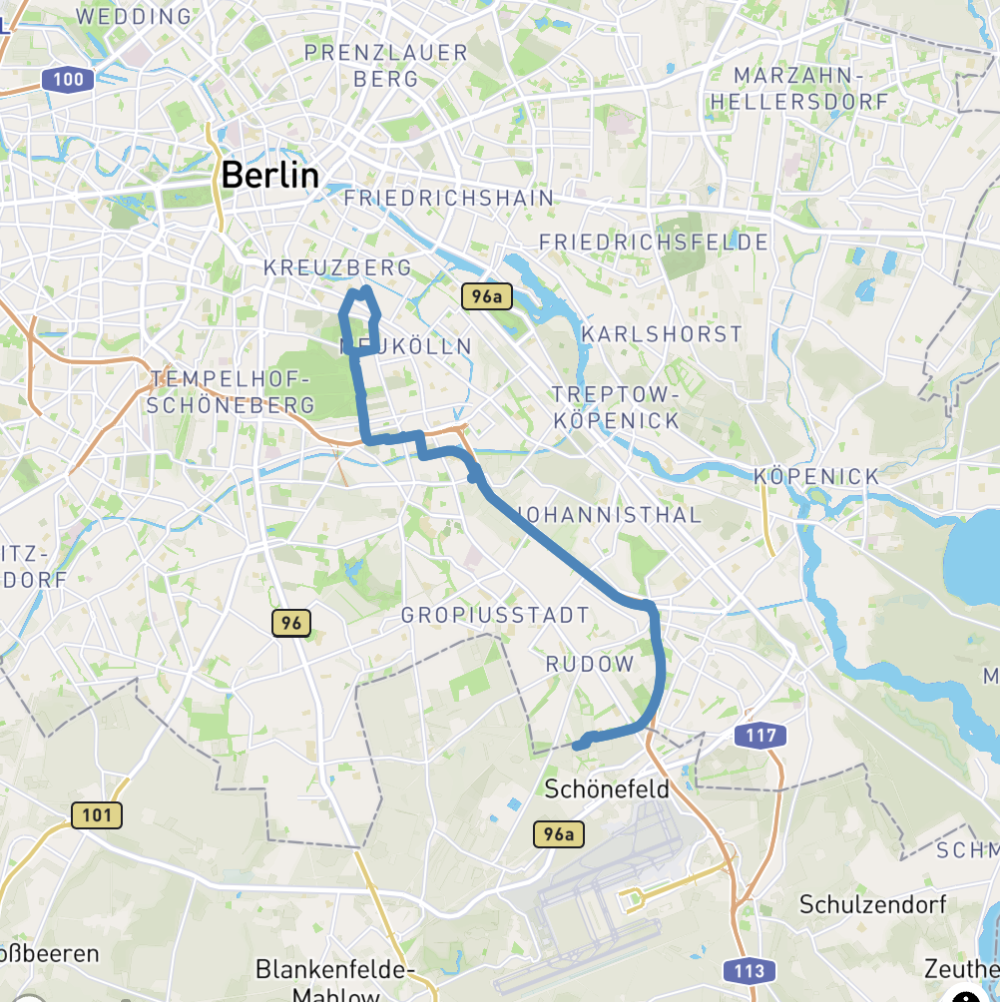 WEDDING
L
PRENZLAUER
BERG
100
MARZAHN-
HELLERSDORF
Berlin
FRIEDRICHSHAIN
FRIEDRICHSFELDE
KREUZBERG
96a
KARLSHORST
NEUKÖLLN
TEMPELHOF-
SCHÖNEBERG
TREPTOW-
KÖPENICK
KÖPENICK
JOHANNISTHAL
ITZ-
DORF
GROPIUSSTADT
96
RUDOW
M
117
Schönefeld
101
96a
SCHM
Schulzendorf
oßbeeren
Blankenfelde-
Mahlow
113
Zeuthe